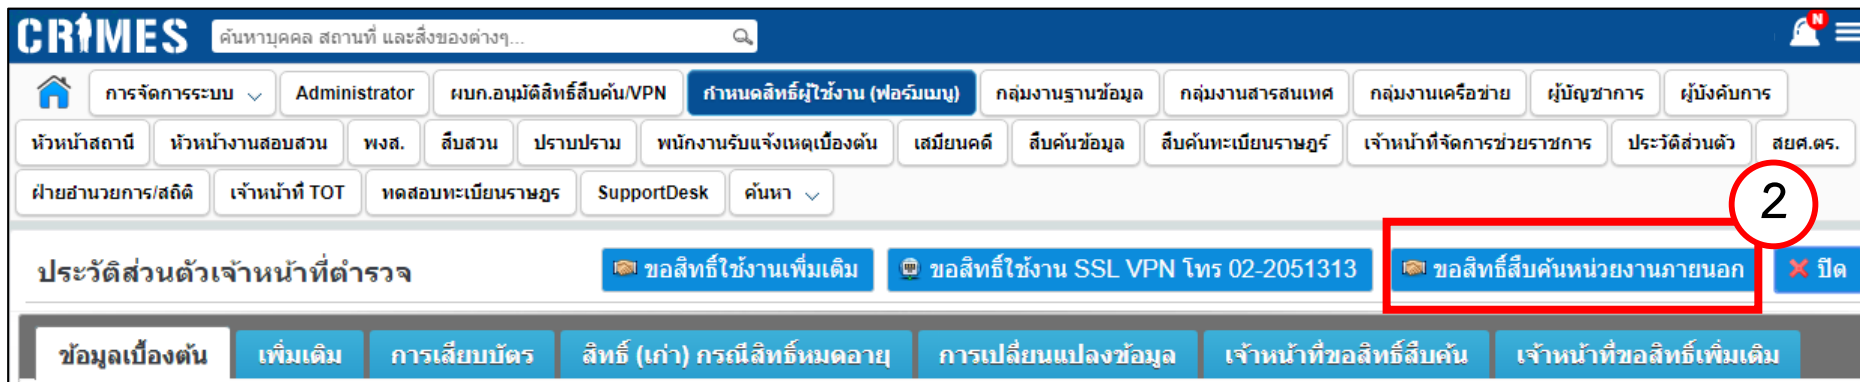 CRIMES ค้นหาบุคคล สถานที่ และสิ่งของต่างๆ... N
การจัดการระบบ Administrator ผบก.อนุมัติสิทธิ์สืบค้น/VPN กำหนดสิทธิ์ผู้ใช้งาน (ฟอร์มเมนู) กลุ่มงานฐานข้อมูล กลุ่มงานสารสนเทศ กลุ่มงานเครือข่าย ผู้บัญชาการ ผู้บังคับการ
หัวหน้าสถานี หัวหน้างานสอบสวน พงส. สืบสวน ปราบปราม พนักงานรับแจ้งเหตุเบื้องต้น เสมียนคดี สืบค้นข้อมูล สืบค้นทะเบียนราษฎร์ เจ้าหน้าที่จัดการช่วยราชการ ประวัติส่วนตัว สยศ.ตร.
ฝ่ายอำนวยการ/สถิติ เจ้าหน้าที่ TOT ทดสอบทะเบียนราษฎร SupportDesk ค้นหา
2
ประวัติส่วนตัวเจ้าหน้าที่ตำรวจ ขอสิทธิ์ใช้งานเพิ่มเติม ขอสิทธิ์ใช้งาน SSL VPN โทร 02-2051313 ขอสิทธิ์สืบค้นหน่วยงานภายนอก ปิด
ข้อมูลเบื้องต้น เพิ่มเติม การเสียบบัตร สิทธิ์ (เก่า) กรณีสิทธิ์หมดอายุ การเปลี่ยนแปลงข้อมูล เจ้าหน้าที่ขอสิทธิ์สืบค้น เจ้าหน้าที่ขอสิทธิ์เพิ่มเติม